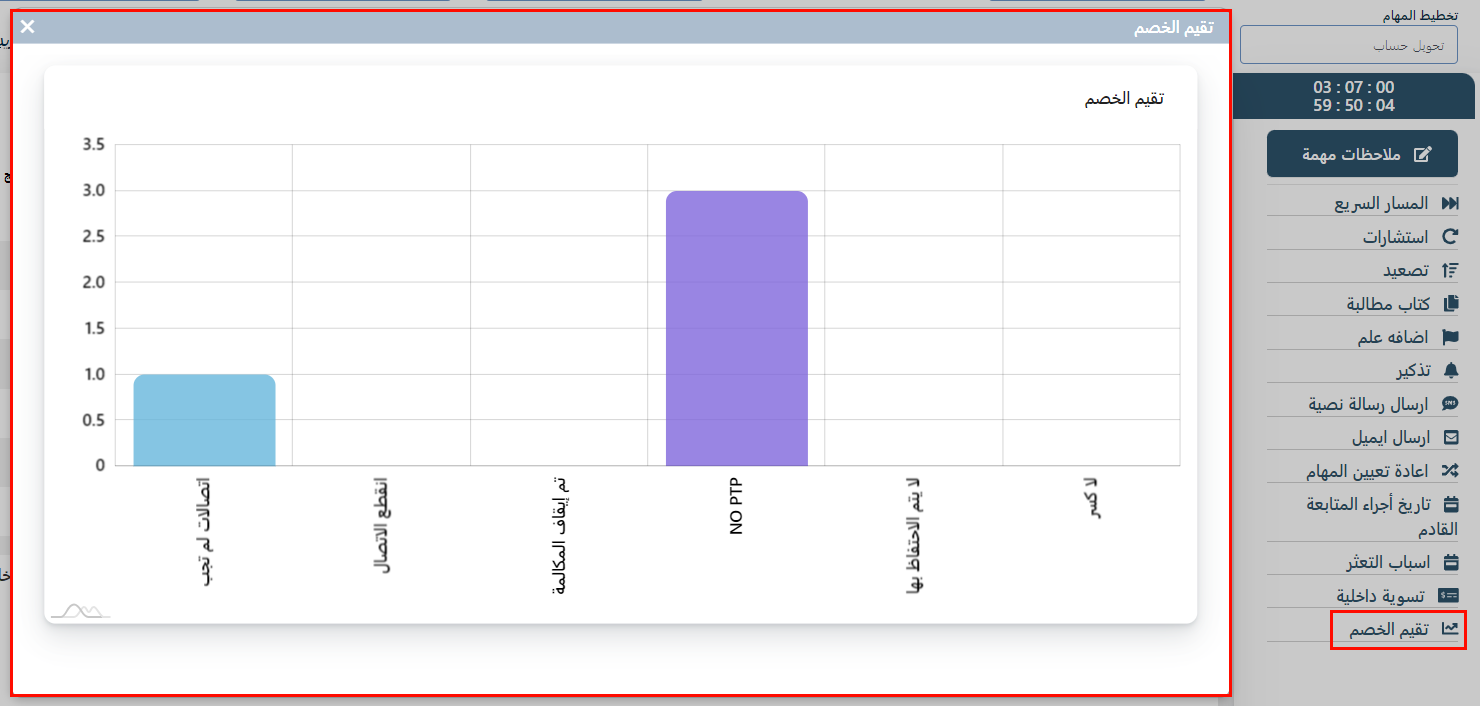 تخطيط المهام
تحويل حساب
03 : 07 : 00
59 : 50 : 04
ملاحظات مهمة
المسار السريع
استشارات
تصعيد
كتاب مطالبة
اضافه علم
تذكير
ارسال رسالة نصية
ارسال ايميل
اعادة تعيين المهام
تاريخ أجراء المتابعة
القادم
اسباب التعثر
تسوية داخلية
تقيم الخصم
تقيم الخصم
تقيم الخصم
3.5
3.0
2.5
2.0
1.5
1.0
0.5
0
اتصالات لم تجب
انقطع الاتصال
تم إيقاف المكالمة
NO PTP
لا يتم الاحتفاظ بها
لا كسر